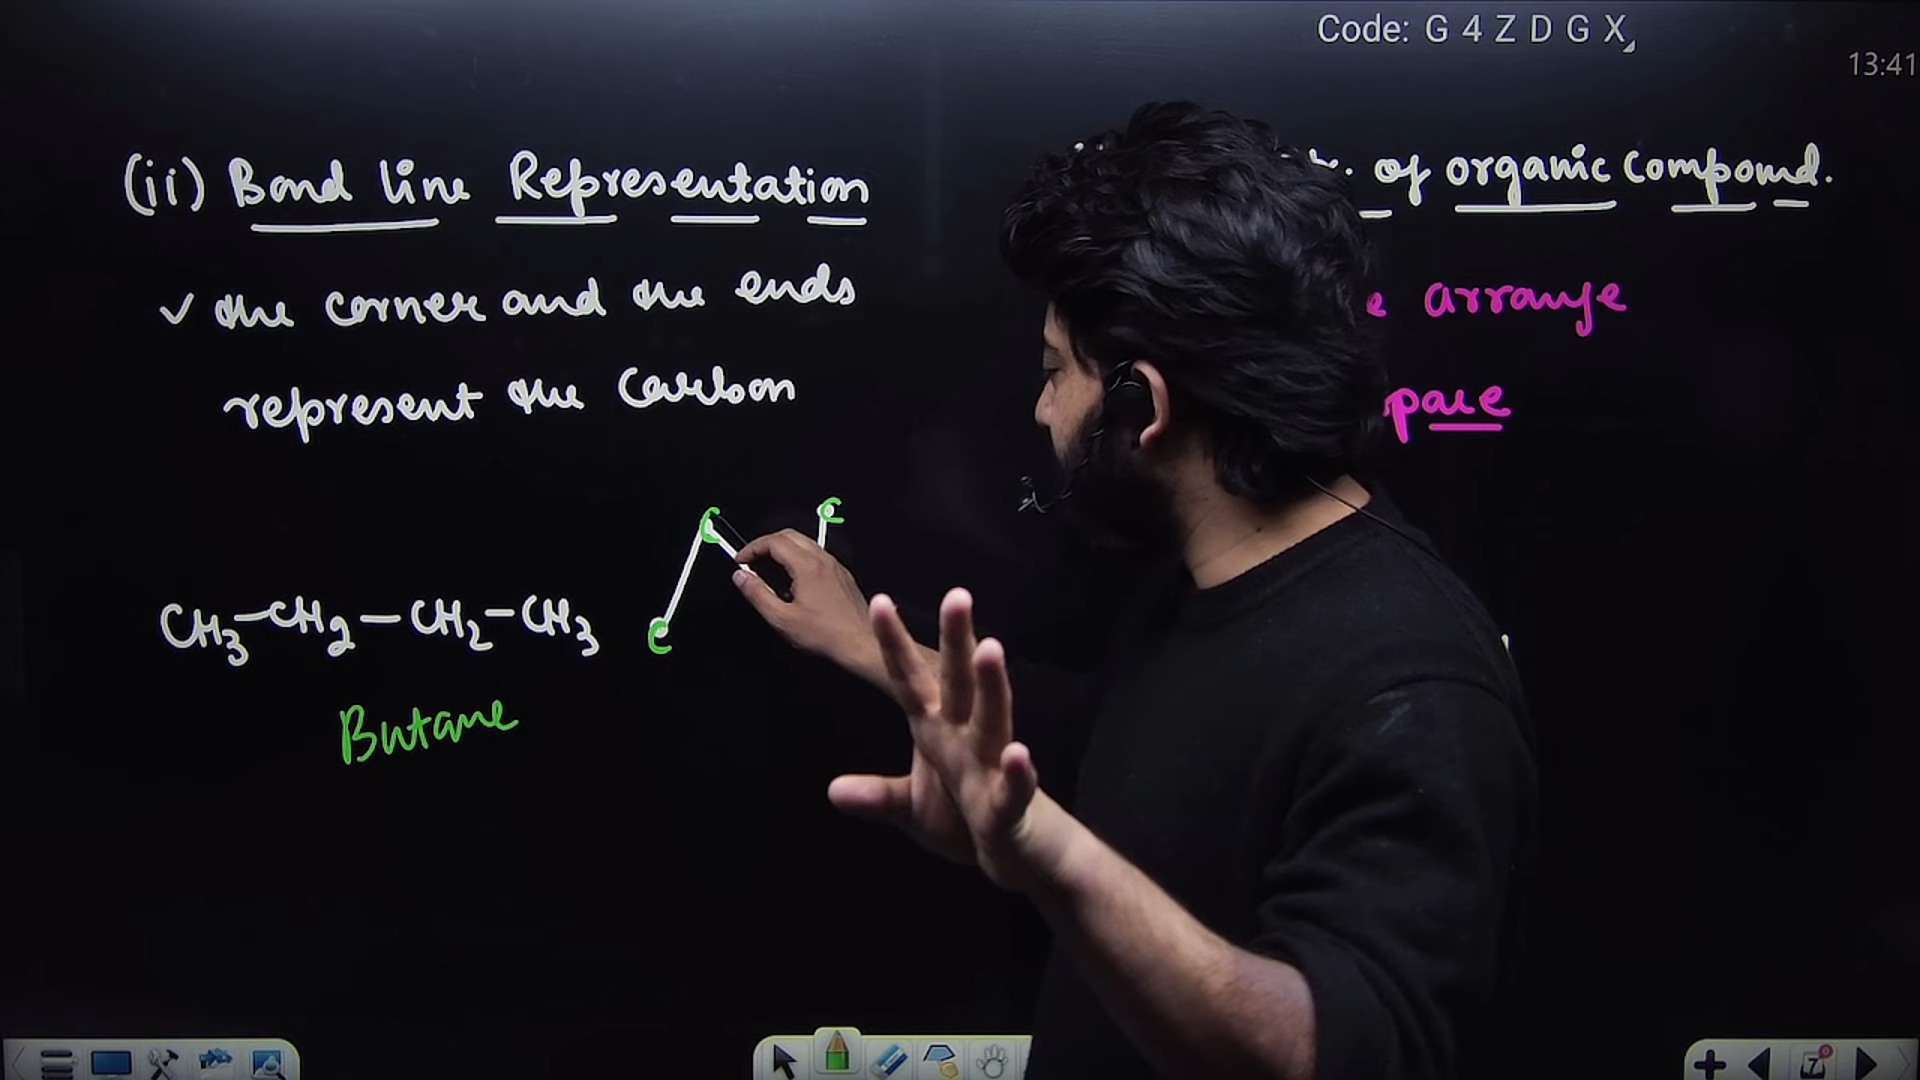 Code: G 4 Z D G X
13:41
(ii) Bond line Representation
of organic compound.
✓ the corner and the ends
arrange
represent the Carbon
C C
C
CH3-CH2-CH2-CH3
Butane
7